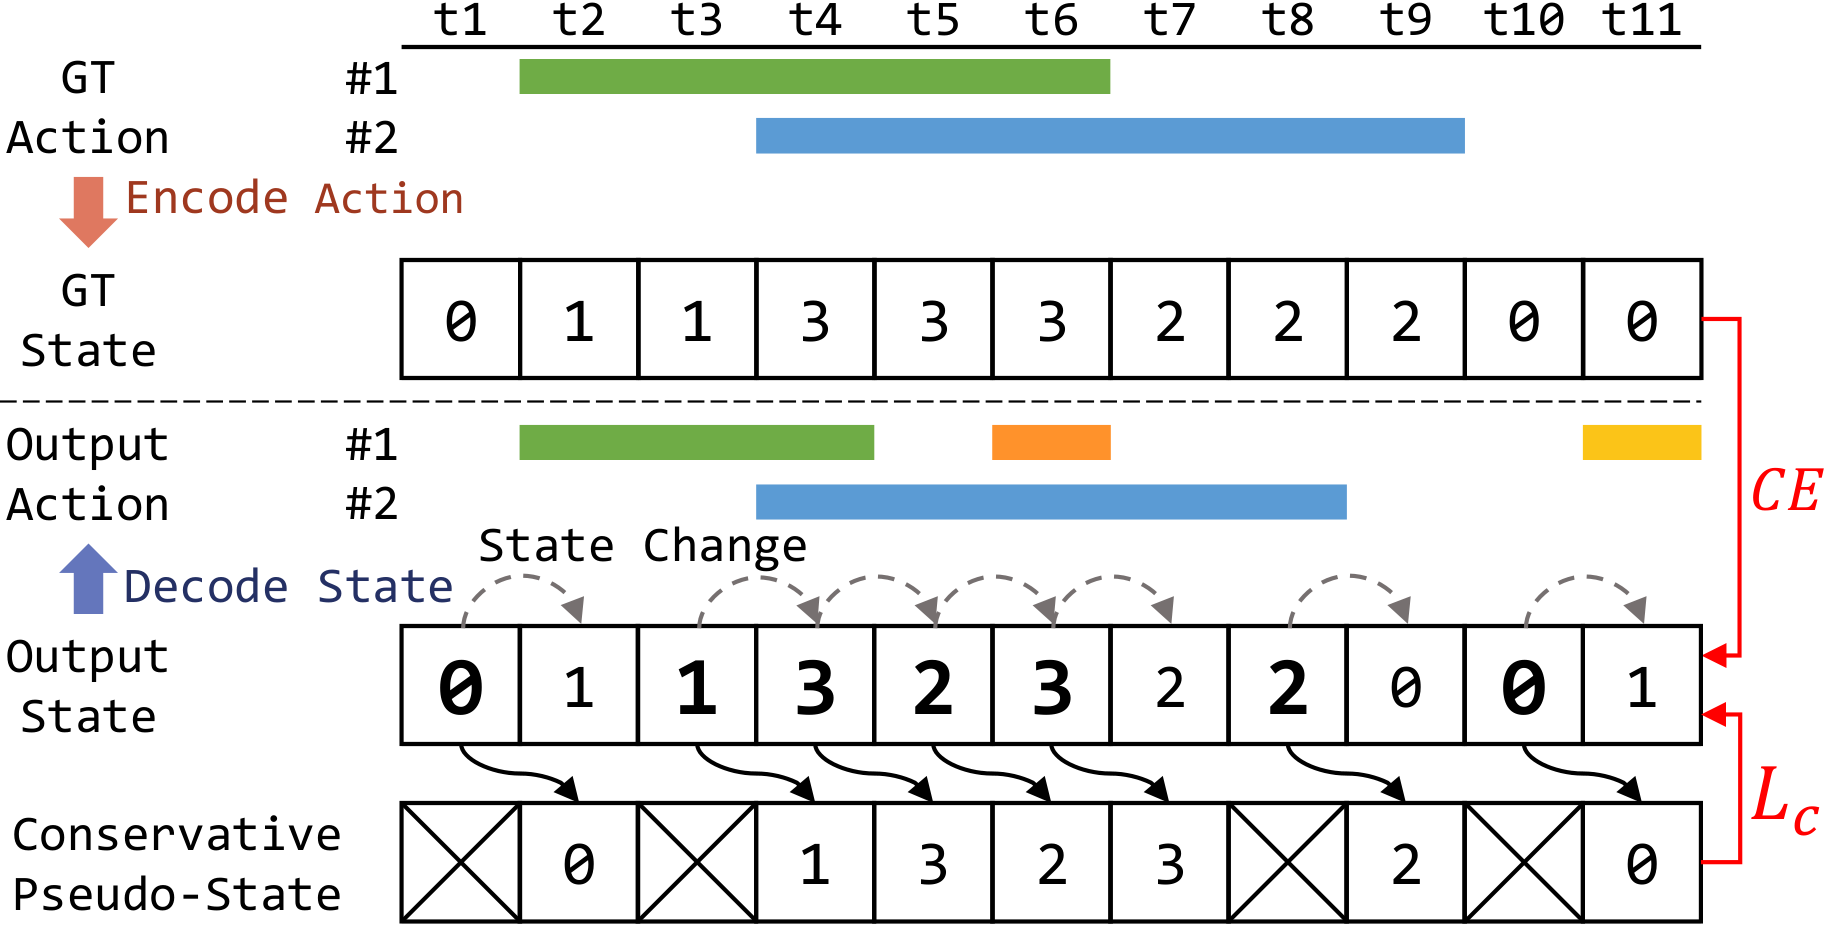 t1 t2 t3 t4 t5 t6 t7 t8 t9 t10 t11
GT #1
Action #2
Encode Action
GT
State
0 1 1 3 3 3 2 2 2 0 0
Output #1
Action #2
CE
State Change
Decode State
Output
State
0 1 1 3 2 3 2 2 0 0 1
Conservative
Pseudo-State
0 1 3 2 3 2 0
Lc